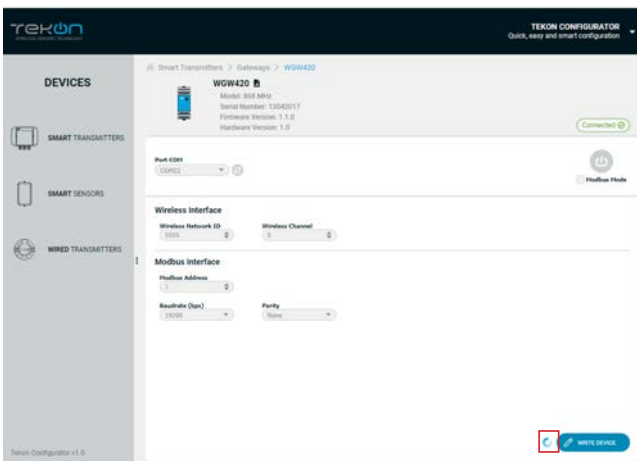 TEKON
WIRELESS SENSORS TECHNOLOGY
TEKON CONFIGURATOR
Quick, easy and smart configuration
DEVICES
SMART TRANSMITTERS
SMART SENSORS
WIRED TRANSMITTERS
Tekon Configurator v1.0
Smart Transmitters > Gateways > WGW420
WGW420
Model: 868 MHz
Serial Number: 13042017
Firmware Version: 1.1.0
Hardware Version: 1.0
Connected
Port COM
COM22
Modbus Mode
Wireless Interface
Wireless Network ID
Wireless Channel
5555
5
Modbus Interface
Modbus Address
1
Baudrate (bps)
Parity
19200
None
WRITE DEVICE